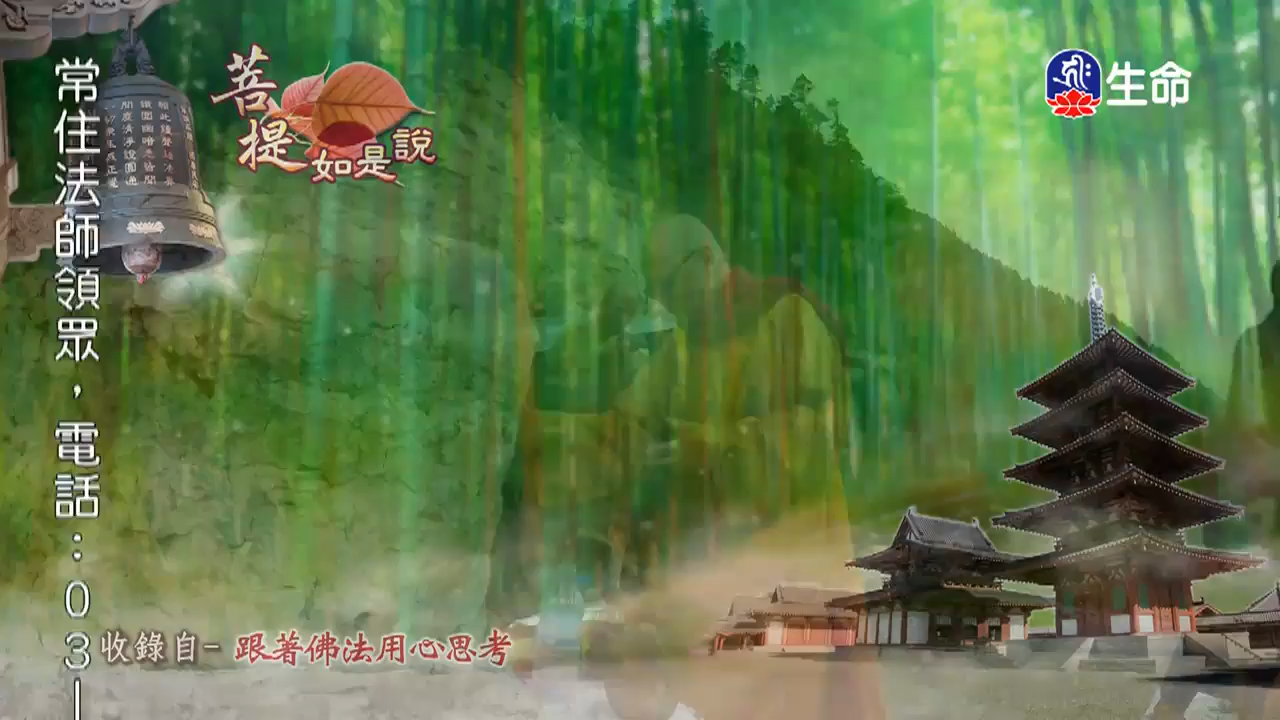 常住法師領眾，電話：03－
菩提如是說
生命
收錄自- 跟著佛法用心思考